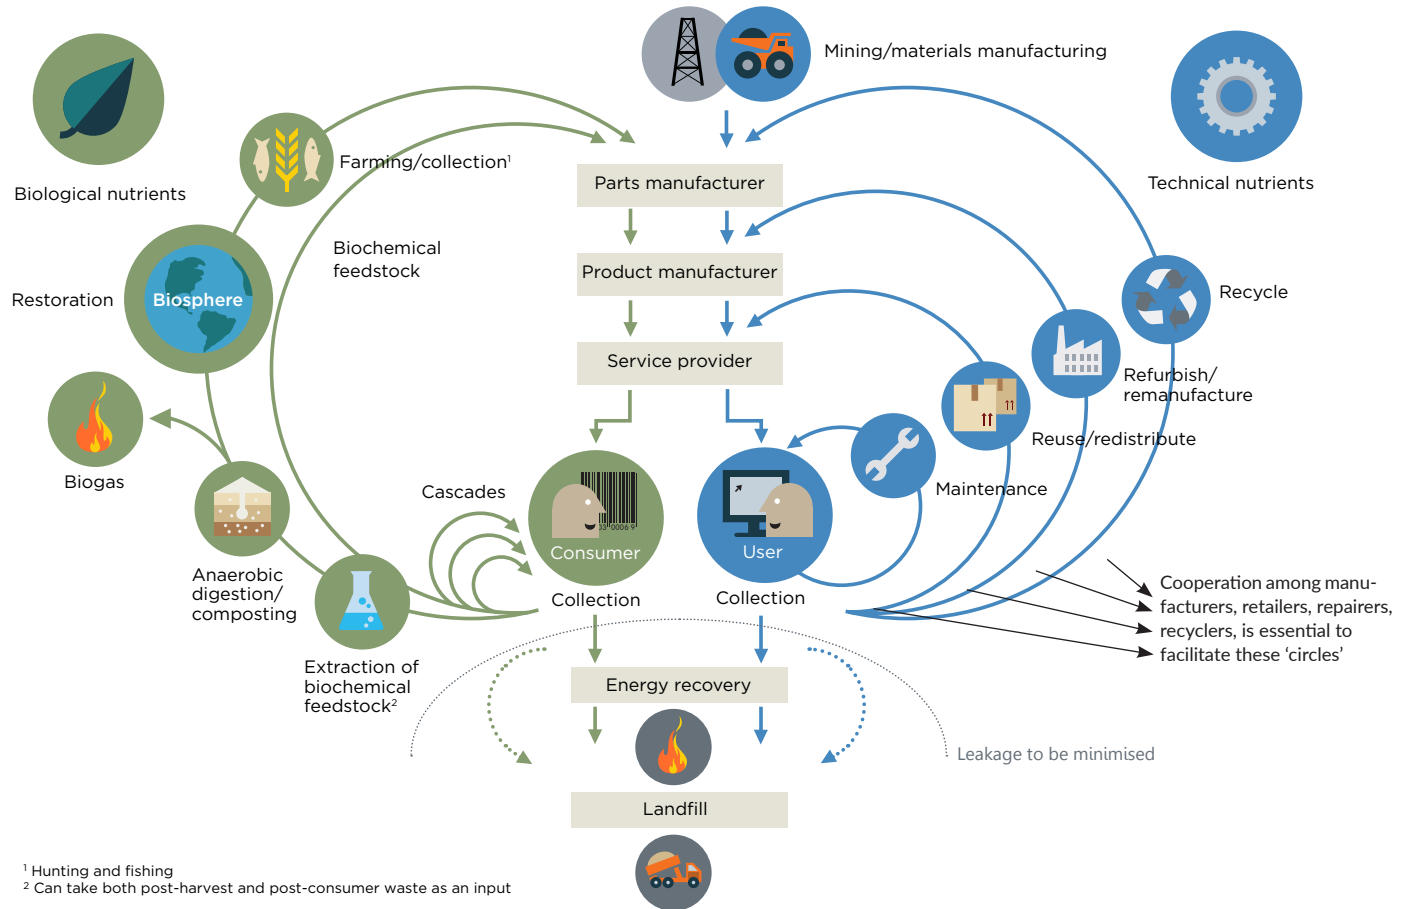 Mining/materials manufacturing
Biological nutrients
Technical nutrients
Farming/collection¹
Parts manufacturer
Biochemical
feedstock
Product manufacturer
Restoration
Biosphere
Recycle
Service provider
Refurbish/
remanufacture
Reuse/redistribute
Biogas
Cascades
Maintenance
03 0006 9
Consumer
User
Anaerobic
digestion/
composting
Collection
Collection
Cooperation among manu-
facturers, retailers, repairers,
recyclers, is essential to
facilitate these ‘circles’
Extraction of
biochemical
feedstock²
Energy recovery
Leakage to be minimised
Landfill
¹ Hunting and fishing
² Can take both post-harvest and post-consumer waste as an input